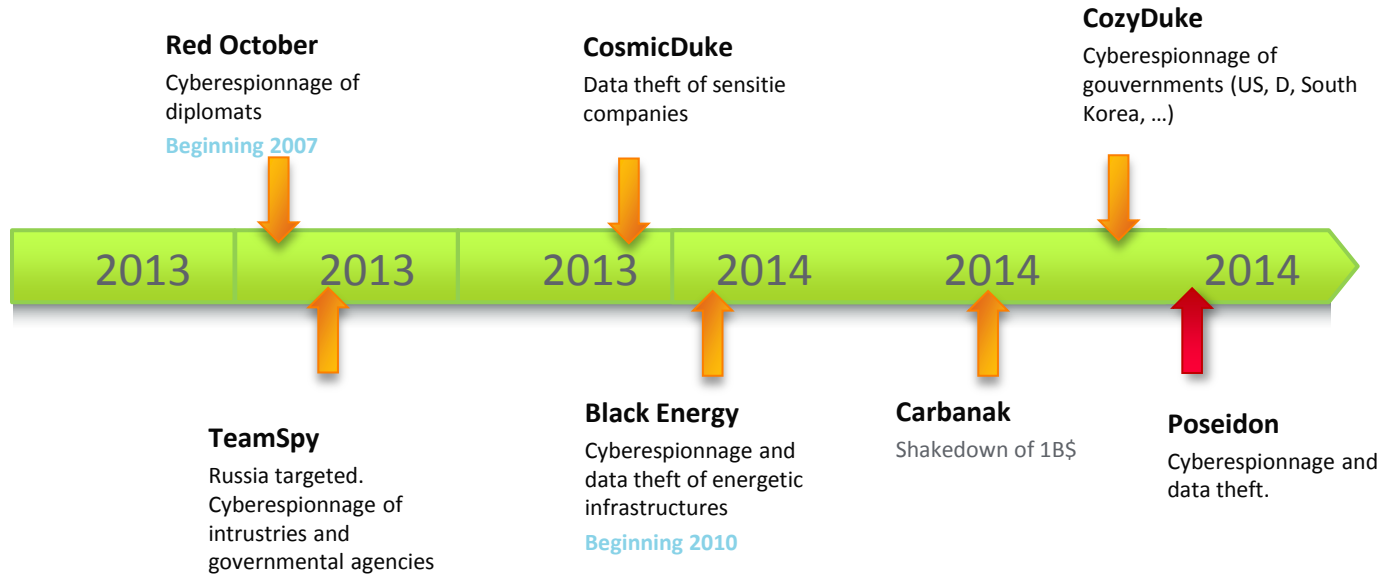 Red October
Cyberespionnage of
diplomats
Beginning 2007
CosmicDuke
Data theft of sensitie
companies
CozyDuke
Cyberespionnage of
gouvernments (US, D, South
Korea, ...)
2013 2013 2013 2014 2014 2014
TeamSpy
Russia targeted.
Cyberespionnage of
intrustries and
governmental agencies
Black Energy
Cyberespionnage and
data theft of energetic
infrastructures
Beginning 2010
Carbanak
Shakedown of 1B$
Poseidon
Cyberespionnage and
data theft.